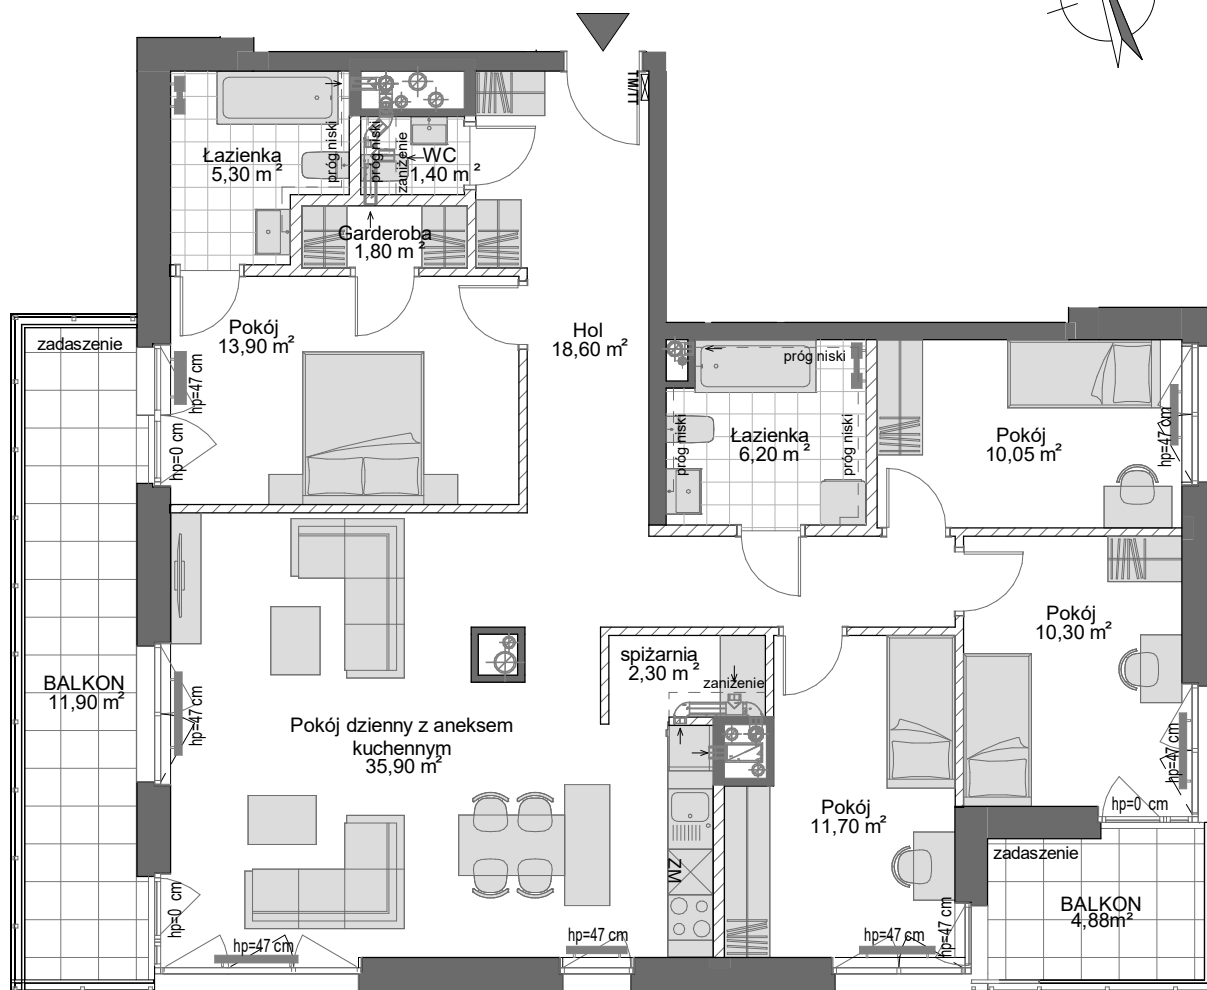 TM/TT
Łazienka
5,30 m²
próg niski
próg niski
zaniżenie
WC
1,40 m²
Garderoba
1,80 m²
Pokój
13,90 m²
Hol
18,60 m²
zadaszenie
hp=47 cm
hp=0 cm
próg niski
próg niski
próg niski
Łazienka
6,20 m²
Pokój
10,05 m²
hp=47 cm
Pokój
10,30 m²
spiżarnia
2,30 m²
zaniżenie
BALKON
11,90 m²
hp=47 cm
Pokój dzienny z aneksem
kuchennym
35,90 m²
hp=47 cm
hp=0 cm
Pokój
11,70 m²
zadaszenie
ZM
BALKON
4,88m²
hp=0 cm
hp=47 cm
hp=47 cm
hp=47 cm
hp=47 cm